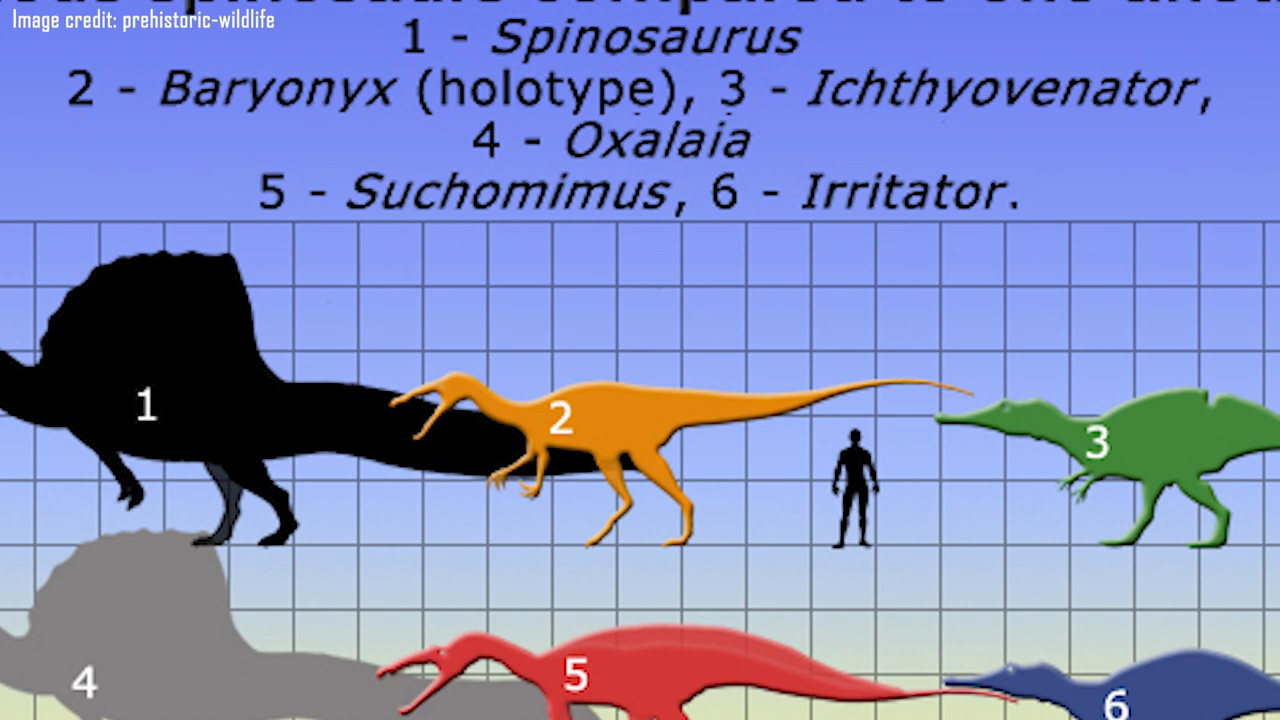 Image credit: prehistoric-wildlife
1 - Spinosaurus
2 - Baryonyx (holotype), 3 - Ichthyovenator,
4 - Oxalaia
5 - Suchomimus, 6 - Irritator.
1
2
3
4
5
6